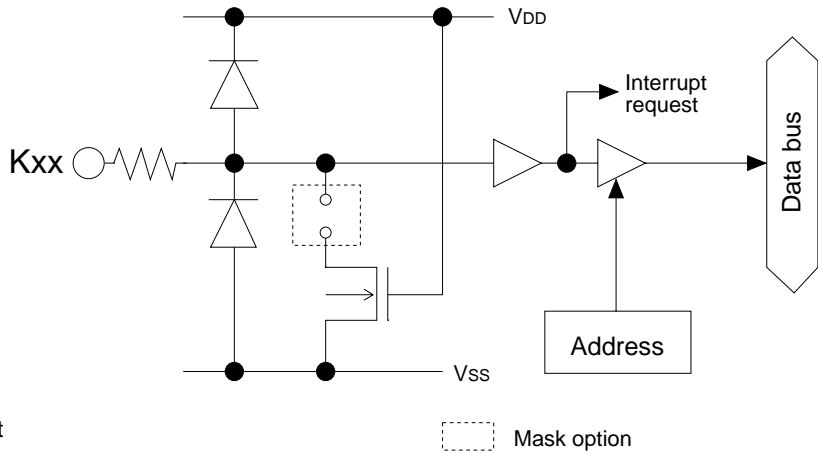 VDD
Interrupt
request
Kxx
Data bus
Address
VSS
t
Mask option